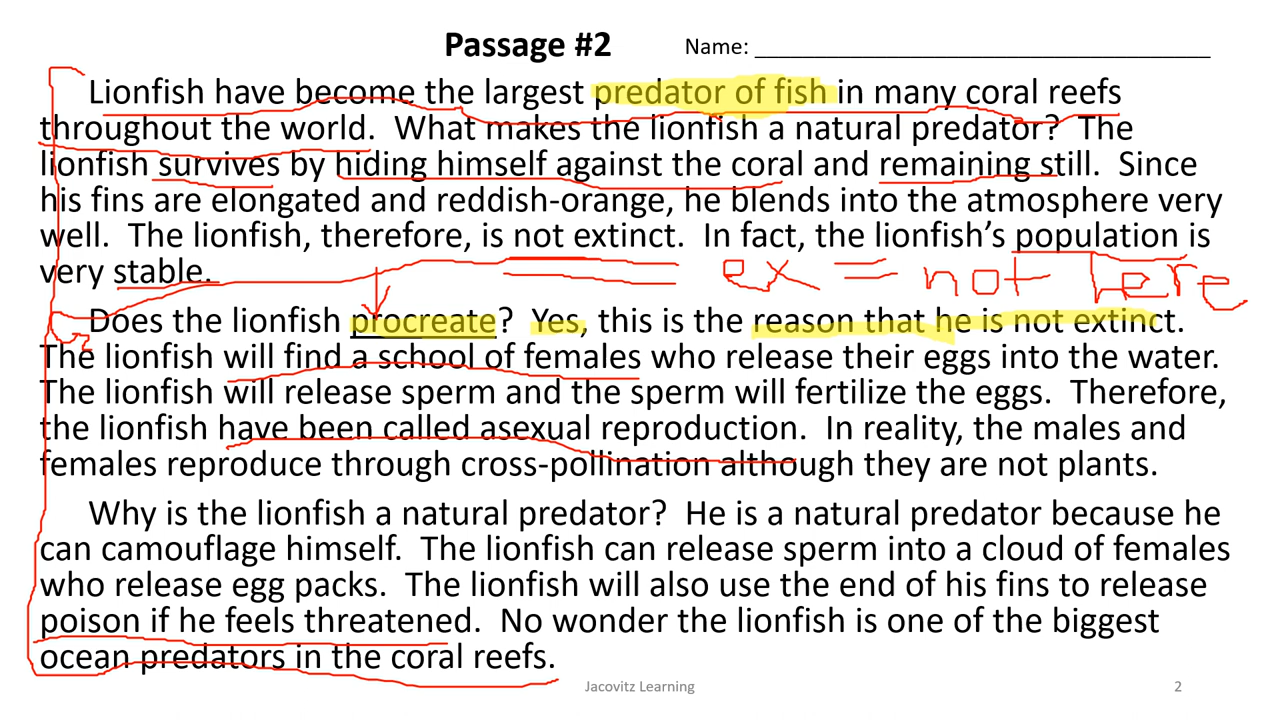 Passage #2 Name: ___________________________________________
Lionfish have become the largest predator of fish in many coral reefs
throughout the world. What makes the lionfish a natural predator? The
lionfish survives by hiding himself against the coral and remaining still. Since
his fins are elongated and reddish-orange, he blends into the atmosphere very
well. The lionfish, therefore, is not extinct. In fact, the lionfish’s population is
very stable.
ex = not here
Does the lionfish procreate? Yes, this is the reason that he is not extinct.
The lionfish will find a school of females who release their eggs into the water.
The lionfish will release sperm and the sperm will fertilize the eggs. Therefore,
the lionfish have been called asexual reproduction. In reality, the males and
females reproduce through cross-pollination although they are not plants.
Why is the lionfish a natural predator? He is a natural predator because he
can camouflage himself. The lionfish can release sperm into a cloud of females
who release egg packs. The lionfish will also use the end of his fins to release
poison if he feels threatened. No wonder the lionfish is one of the biggest
ocean predators in the coral reefs.
Jacovitz Learning
2